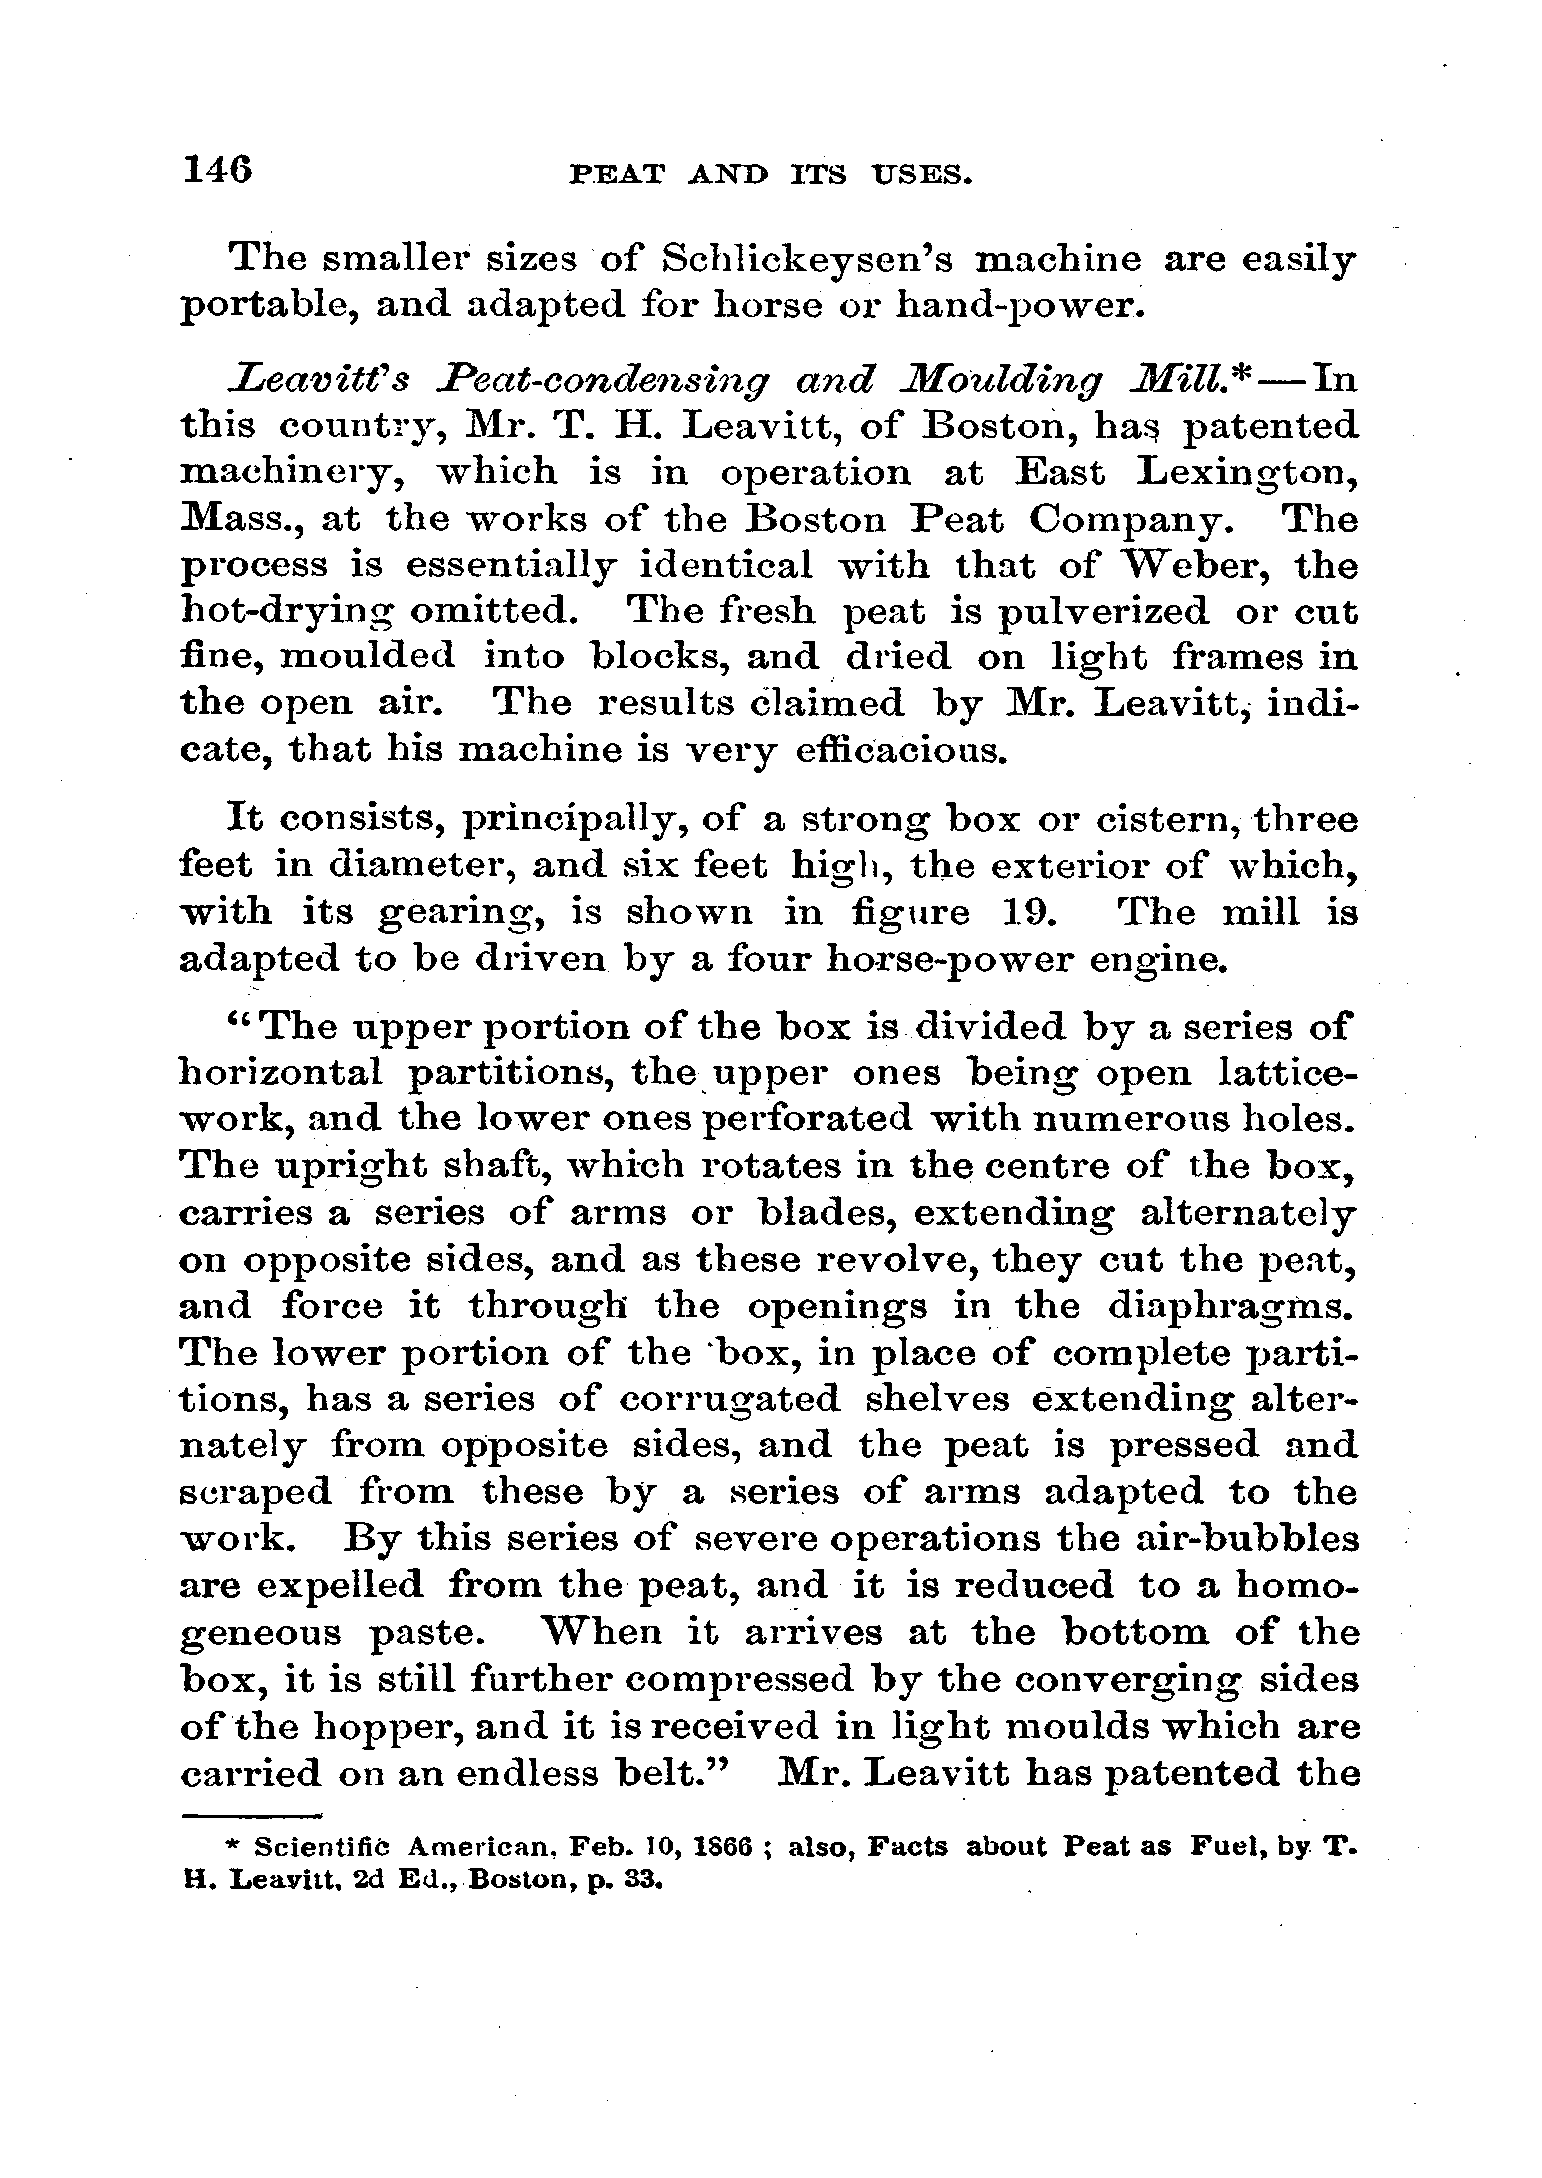 146 PEAT AND ITS USES.
The smaller sizes of Schlickeysen's machine are easily
portable, and adapted for horse or hand-power.
Leavitt's Peat-condensing and Moulding Mill.*—In
this country, Mr. T. H. Leavitt, of Boston, has patented
machinery, which is in operation at East Lexington,
Mass., at the works of the Boston Peat Company. The
process is essentially identical with that of Weber, the
hot-drying omitted. The fresh peat is pulverized or cut
fine, moulded into blocks, and dried on light frames in
the open air. The results claimed by Mr. Leavitt, indi-
cate, that his machine is very efficacious.
It consists, principally, of a strong box or cistern, three
feet in diameter, and six feet high, the exterior of which,
with its gearing, is shown in figure 19. The mill is
adapted to be driven by a four horse-power engine.
"The upper portion of the box is divided by a series of
horizontal partitions, the upper ones being open lattice-
work, and the lower ones perforated with numerous holes.
The upright shaft, which rotates in the centre of the box,
carries a series of arms or blades, extending alternately
on opposite sides, and as these revolve, they cut the peat,
and force it through the openings in the diaphragms.
The lower portion of the box, in place of complete parti-
tions, has a series of corrugated shelves extending alter-
nately from opposite sides, and the peat is pressed and
scraped from these by a series of arms adapted to the
work. By this series of severe operations the air-bubbles
are expelled from the peat, and it is reduced to a homo-
geneous paste. When it arrives at the bottom of the
box, it is still further compressed by the converging sides
of the hopper, and it is received in light moulds which are
carried on an endless belt." Mr. Leavitt has patented the
* Scientific American, Feb. 10, 1866 ; also, Facts about Peat as Fuel, by T.
H. Leavitt, 2d Ed., Boston, p. 33.